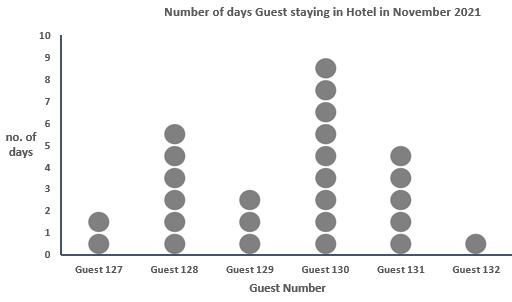 Number of days Guest staying in Hotel in November 2021
10
9
8
7
6
no. of
days
5
4
3
2
1
0
Guest 127 Guest 128 Guest 129 Guest 130 Guest 131 Guest 132
Guest Number